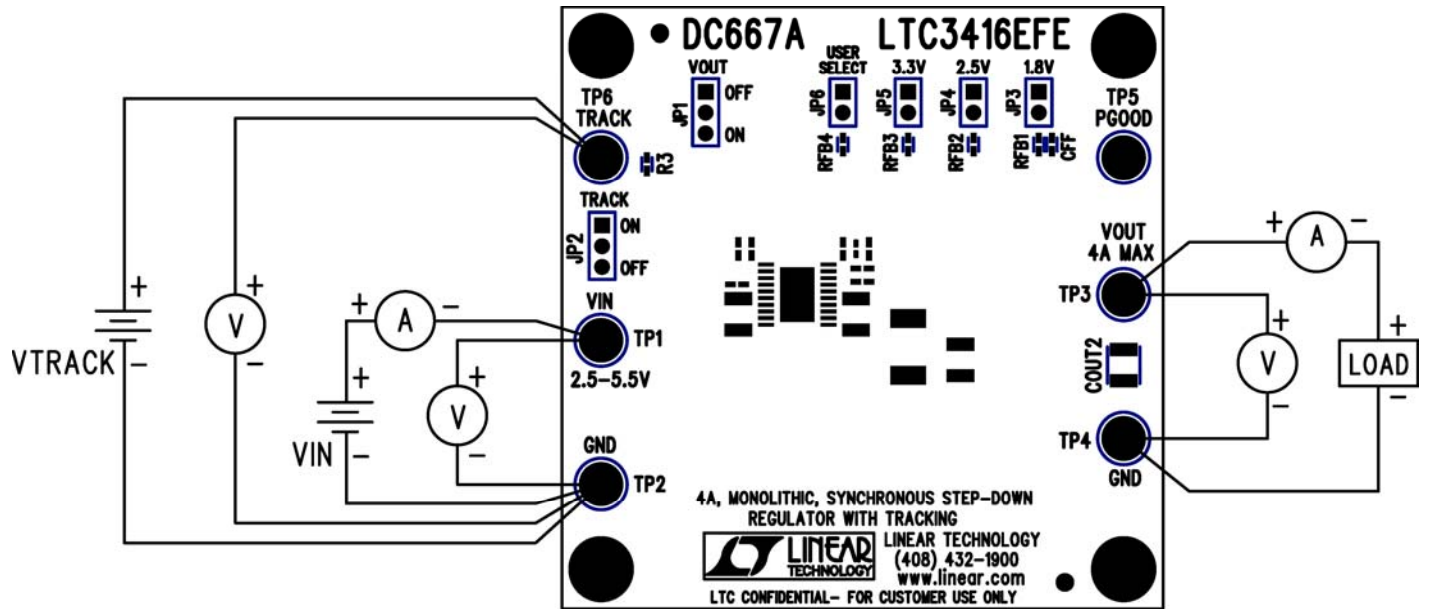 DC667A LTC3416EFE
VOUT
OFF
JP1
ON
USER
SELECT
JP6
RFB4
3.3V
JP5
RFB3
2.5V
JP4
RFB2
1.8V
JP3
RFB1
CFF
TP6
TRACK
R3
TP5
PGOOD
TRACK
ON
JP2
OFF
VIN
TP1
2.5-5.5V
GND
TP2
VOUT
4A MAX
TP3
COUT2
TP4
GND
+
-
VTRACK
+
V
-
+
A
-
+
-
VIN
+
V
-
+
A
-
+
V
-
+
LOAD
-
4A, MONOLITHIC, SYNCHRONOUS STEP-DOWN
REGULATOR WITH TRACKING
LINEAR
TECHNOLOGY
LINEAR TECHNOLOGY
(408) 432-1900
www.linear.com
LTC CONFIDENTIAL- FOR CUSTOMER USE ONLY